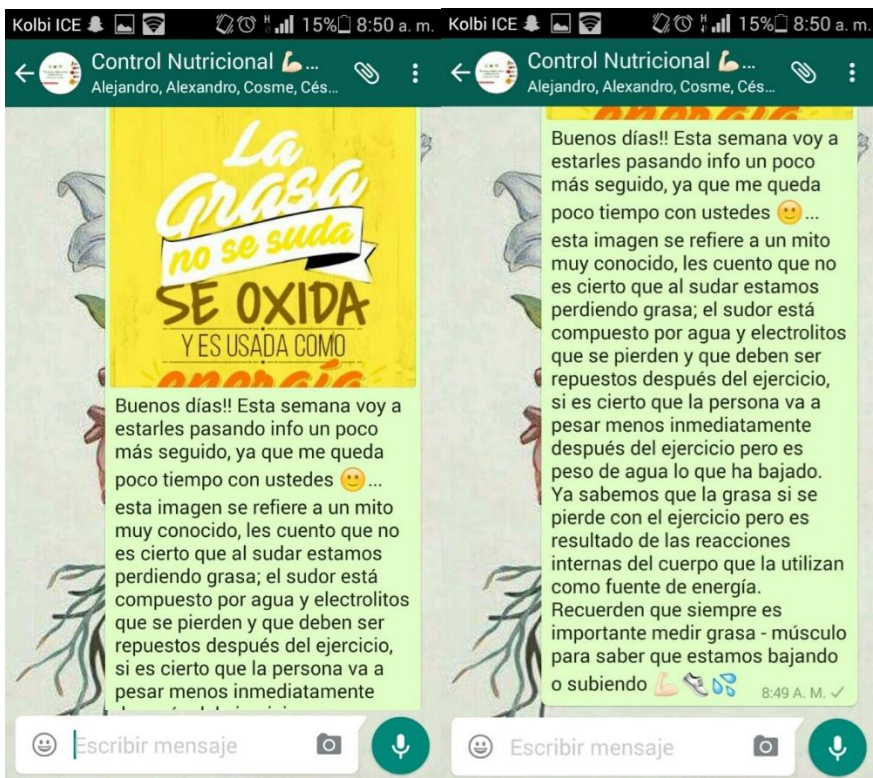 Kolbi ICE 15% 8:50 a. m.
Control Nutricional 💪...
Alejandro, Alexandro, Cosme, Cés...
La
Grasa
no se suda
SE OXIDA
Y ES USADA COMO
energía
Buenos días!! Esta semana voy a
estarles pasando info un poco
más seguido, ya que me queda
poco tiempo con ustedes 🙂...
esta imagen se refiere a un mito
muy conocido, les cuento que no
es cierto que al sudar estamos
perdiendo grasa; el sudor está
compuesto por agua y electrolitos
que se pierden y que deben ser
repuestos después del ejercicio,
si es cierto que la persona va a
pesar menos inmediatamente
Escribir mensaje
Kolbi ICE 15% 8:50 a. m.
Control Nutricional 💪...
Alejandro, Alexandro, Cosme, Cés...
energía
Buenos días!! Esta semana voy a
estarles pasando info un poco
más seguido, ya que me queda
poco tiempo con ustedes 🙂...
esta imagen se refiere a un mito
muy conocido, les cuento que no
es cierto que al sudar estamos
perdiendo grasa; el sudor está
compuesto por agua y electrolitos
que se pierden y que deben ser
repuestos después del ejercicio,
si es cierto que la persona va a
pesar menos inmediatamente
después del ejercicio pero es
peso de agua lo que ha bajado.
Ya sabemos que la grasa si se
pierde con el ejercicio pero es
resultado de las reacciones
internas del cuerpo que la utilizan
como fuente de energía.
Recuerden que siempre es
importante medir grasa - músculo
para saber que estamos bajando
o subiendo 💪🏻 👟💦 8:49 A. M. ✓
Escribir mensaje